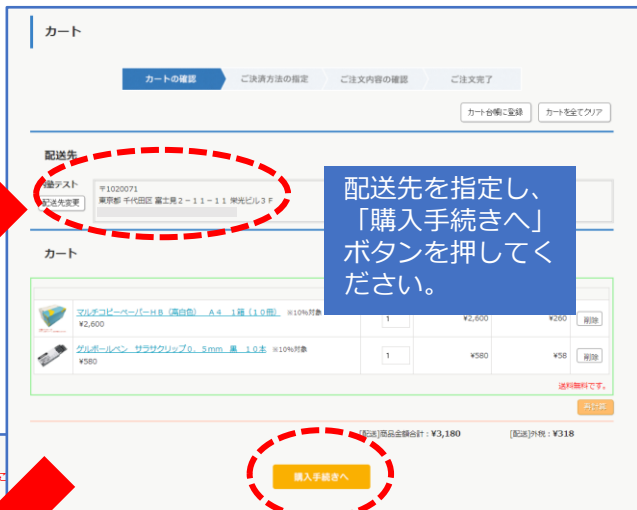 カート
カートの確認 ご決済方法の指定 ご注文内容の確認 ご注文完了
カート台帳に登録 カートを全てクリア
配送先
テスト
配送先変更
〒1020071
東京都 千代田区 富士見2-11-11 栄光ビル3F
配送先を指定し、
「購入手続きへ」
ボタンを押してく
ださい。
カート
マルチコピーペーパーHB(高白色) A4 1箱(10冊) ※10%対象
¥2,600
1 ¥2,600 ¥260 削除
ゲルボールペン サラサクリップ0.5mm 黒 10本 ※10%対象
¥580
1 ¥580 ¥58 削除
送料無料です。
再計算
[配送]商品金額合計:¥3,180 [配送]外税:¥318
購入手続きへ